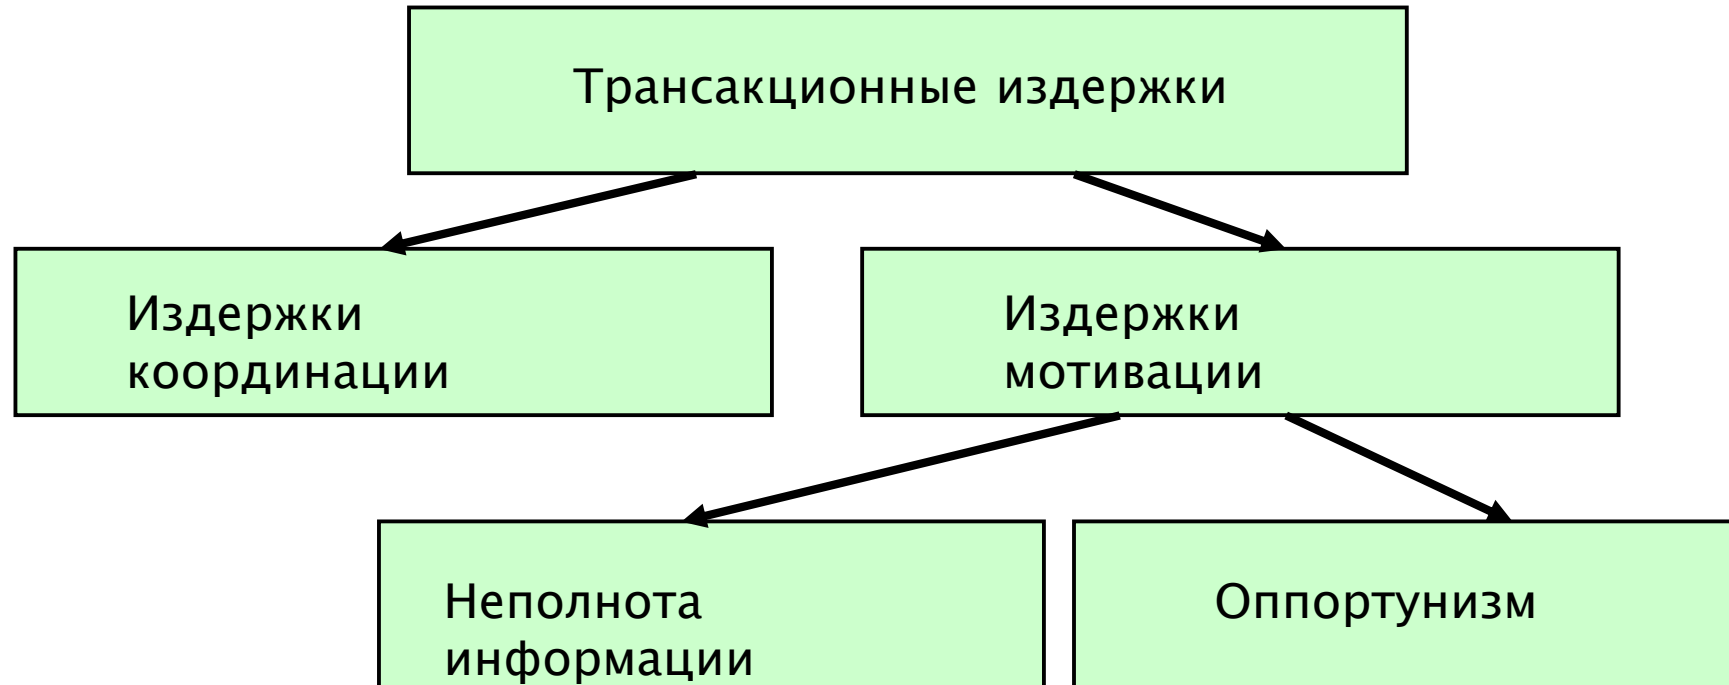 Трансакционные издержки
Издержки
координации
Издержки
мотивации
Неполнота
информации
Оппортунизм